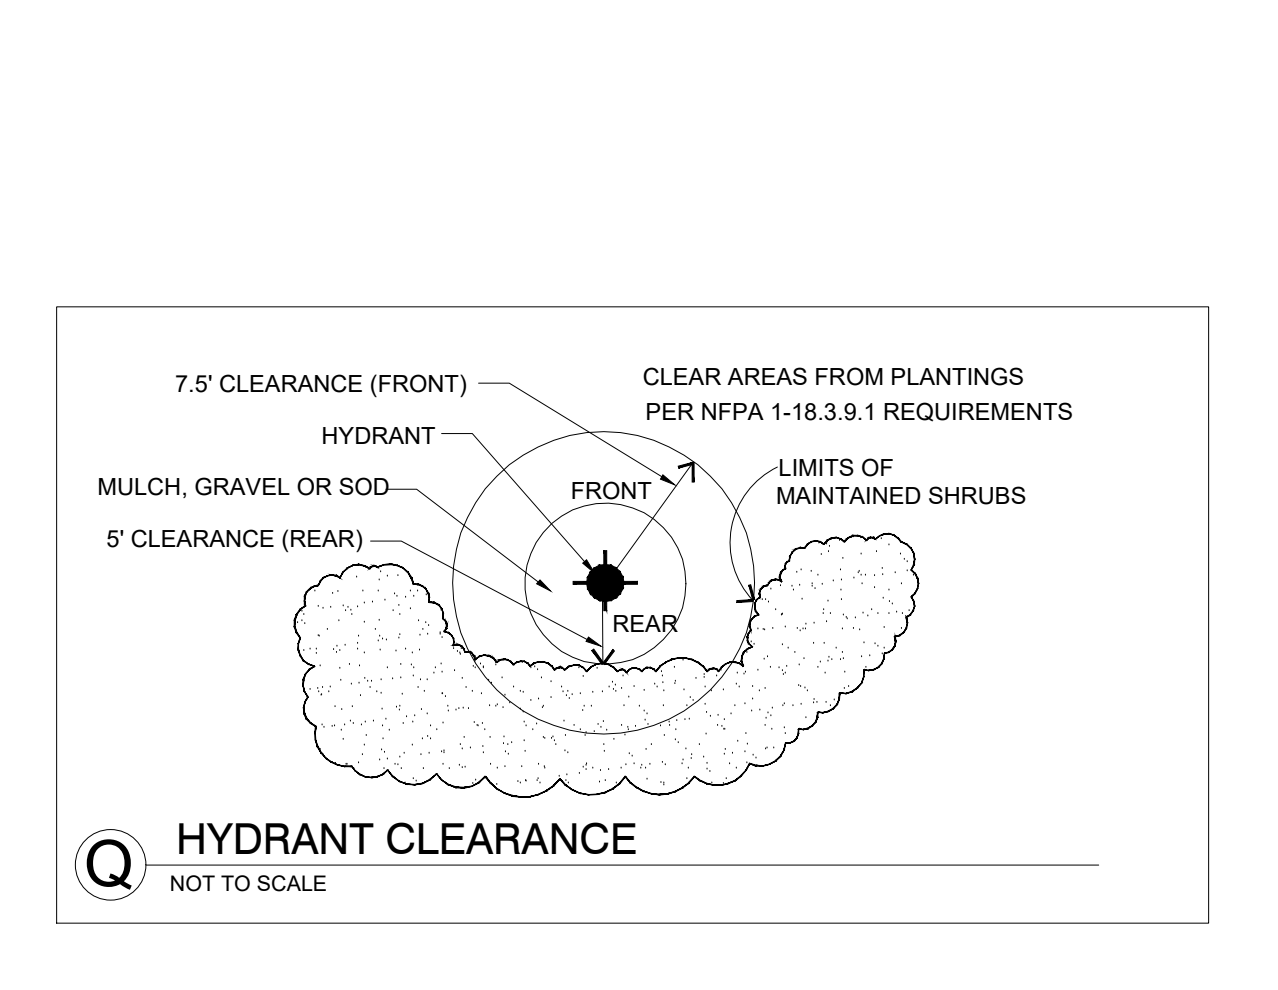 7.5' CLEARANCE (FRONT)
CLEAR AREAS FROM PLANTINGS
PER NFPA 1-18.3.9.1 REQUIREMENTS
HYDRANT
LIMITS OF
MAINTAINED SHRUBS
MULCH, GRAVEL OR SOD
FRONT
5' CLEARANCE (REAR)
REAR
Q
HYDRANT CLEARANCE
NOT TO SCALE